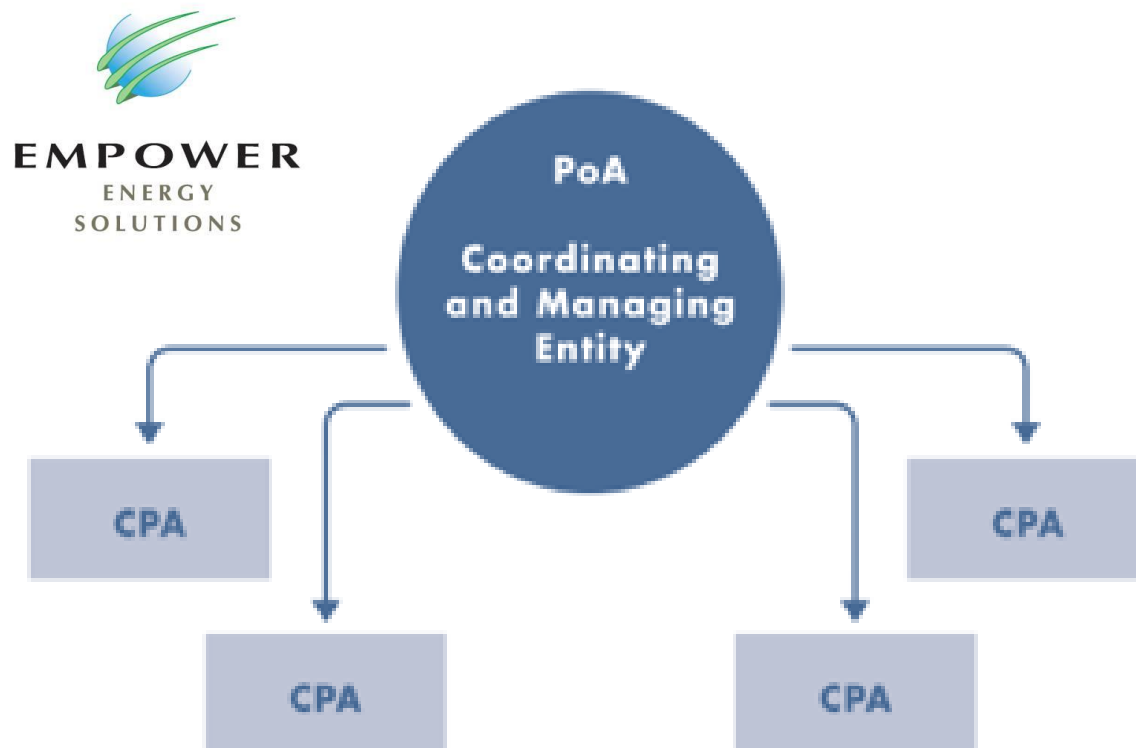 EMPOWER
ENERGY
SOLUTIONS
PoA
Coordinating
and Managing
Entity
CPA
CPA
CPA
CPA